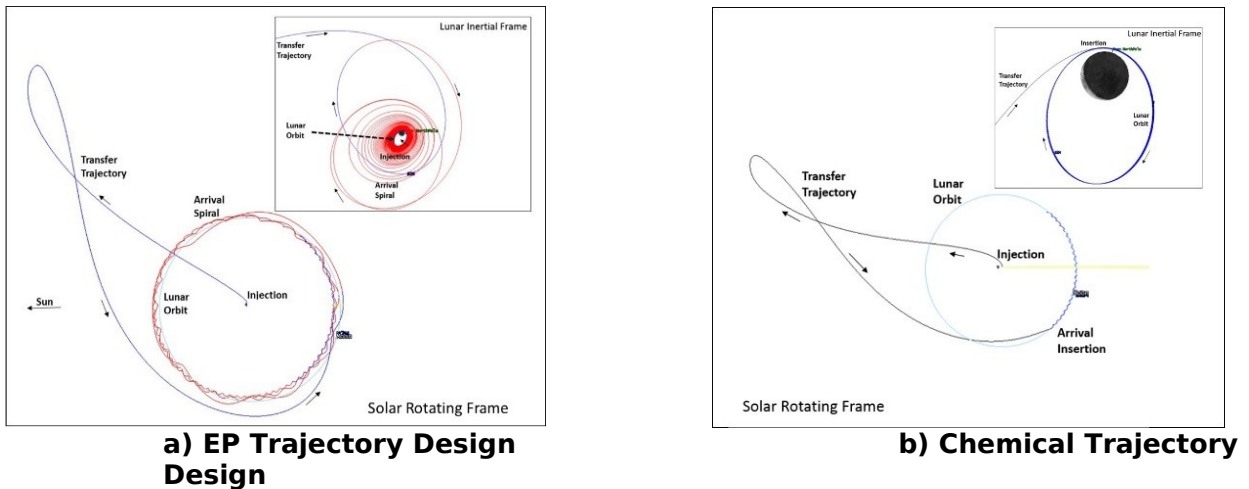 Lunar Inertial Frame
Transfer
Trajectory
Lunar
Orbit
Injection
Arrival
Spiral
Transfer
Trajectory
Arrival
Spiral
Sun
Lunar
Orbit
Injection
Solar Rotating Frame
a) EP Trajectory Design
Design
Lunar Inertial Frame
Insertion
Transfer
Trajectory
Lunar
Orbit
Transfer
Trajectory
Lunar
Orbit
Injection
Arrival
Insertion
Solar Rotating Frame
b) Chemical Trajectory